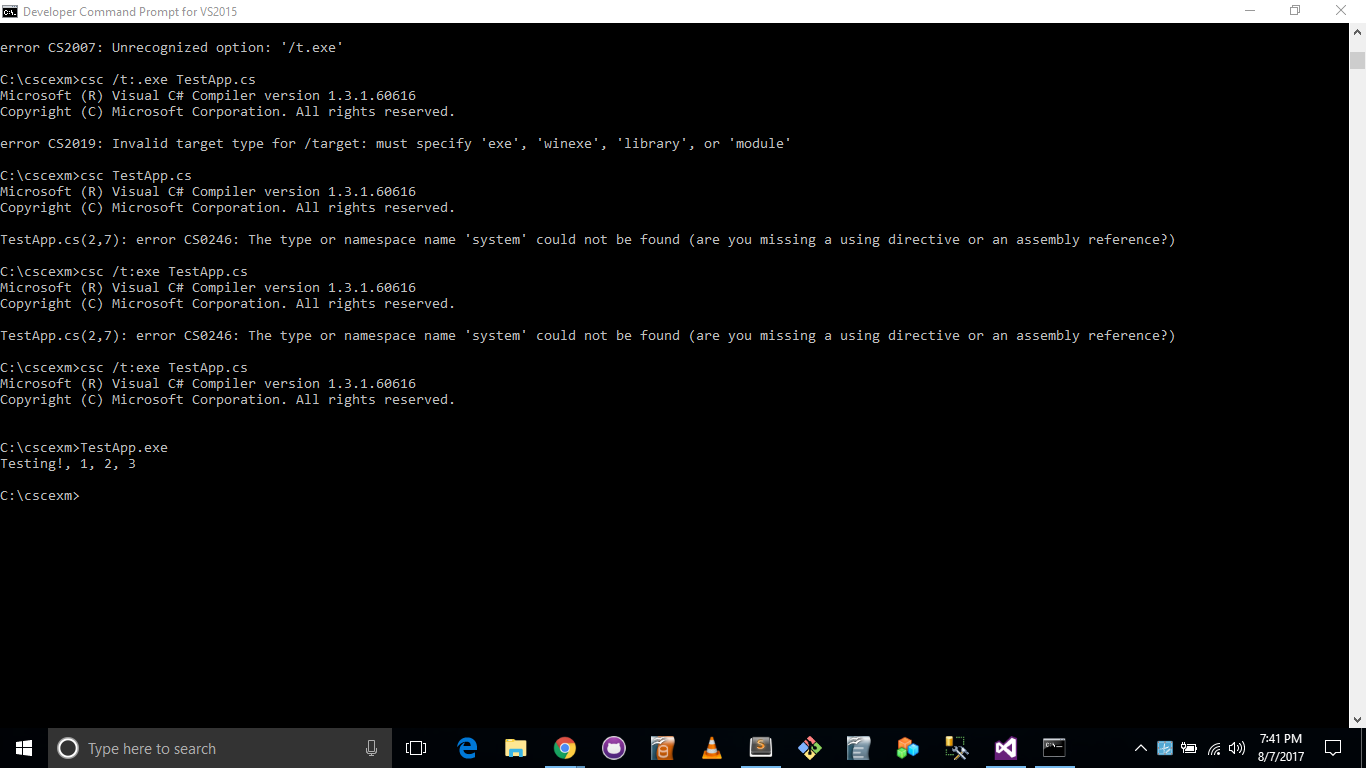 Developer Command Prompt for VS2015
error CS2007: Unrecognized option: '/t.exe'
C:\cscexm>csc /t:.exe TestApp.cs
Microsoft (R) Visual C# Compiler version 1.3.1.60616
Copyright (C) Microsoft Corporation. All rights reserved.
error CS2019: Invalid target type for /target: must specify 'exe', 'winexe', 'library', or 'module'
C:\cscexm>csc TestApp.cs
Microsoft (R) Visual C# Compiler version 1.3.1.60616
Copyright (C) Microsoft Corporation. All rights reserved.
TestApp.cs(2,7): error CS0246: The type or namespace name 'system' could not be found (are you missing a using directive or an assembly reference?)
C:\cscexm>csc /t:exe TestApp.cs
Microsoft (R) Visual C# Compiler version 1.3.1.60616
Copyright (C) Microsoft Corporation. All rights reserved.
TestApp.cs(2,7): error CS0246: The type or namespace name 'system' could not be found (are you missing a using directive or an assembly reference?)
C:\cscexm>csc /t:exe TestApp.cs
Microsoft (R) Visual C# Compiler version 1.3.1.60616
Copyright (C) Microsoft Corporation. All rights reserved.
C:\cscexm>TestApp.exe
Testing!, 1, 2, 3
C:\cscexm>
Type here to search
7:41 PM
8/7/2017